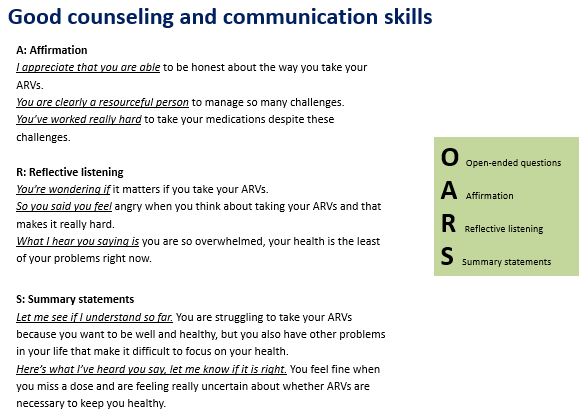 Good counseling and communication skills
A: Affirmation
I appreciate that you are able to be honest about the way you take your
ARVs.
You are clearly a resourceful person to manage so many challenges.
You've worked really hard to take your medications despite these
challenges.
R: Reflective listening
You're wondering if it matters if you take your ARVs.
So you said you feel angry when you think about taking your ARVs and that
makes it really hard.
What I hear you saying is you are so overwhelmed, your health is the least
of your problems right now.
S: Summary statements
Let me see if I understand so far. You are struggling to take your ARVs
because you want to be well and healthy, but you also have other problems
in your life that make it difficult to focus on your health.
Here's what I've heard you say, let me know if it is right. You feel fine when
you miss a dose and are feeling really uncertain about whether ARVs are
necessary to keep you healthy.
O Open-ended questions
A Affirmation
R Reflective listening
S Summary statements